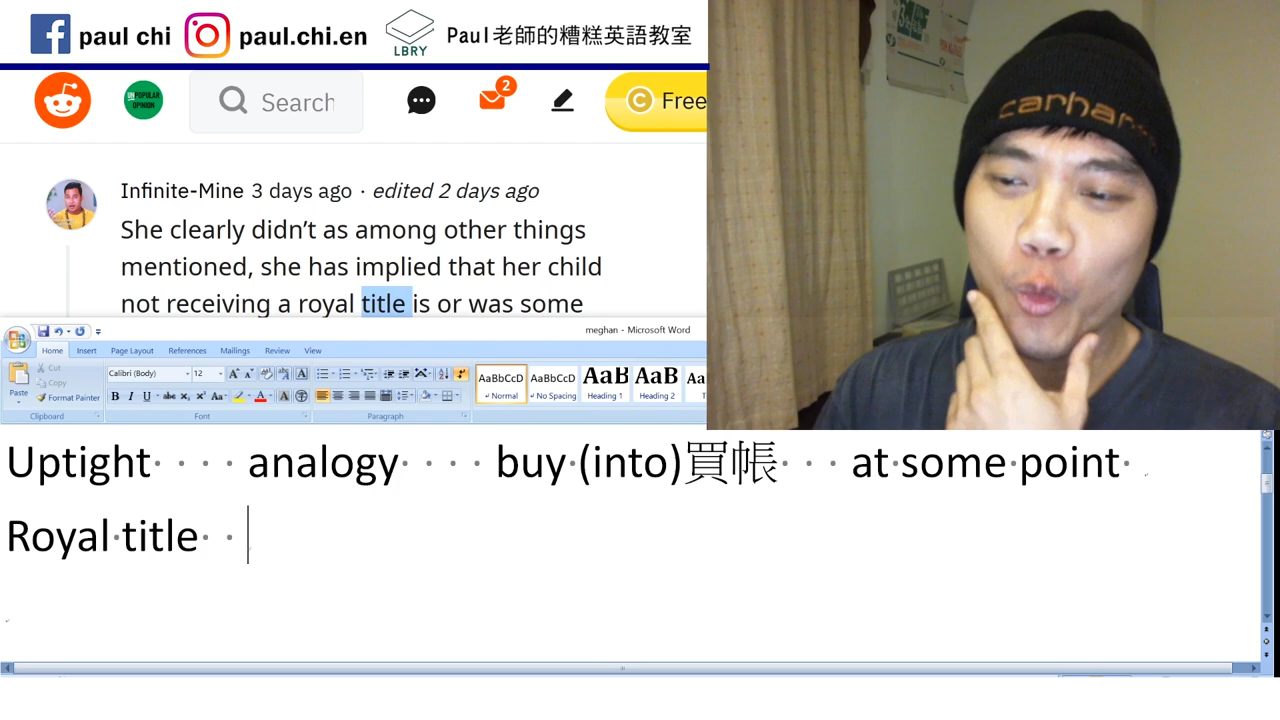 paul chi
paul.chi.en
LBRY
Paul老師的糟糕英語教室
UNPOPULAR OPINION
Search
2
Free
Infinite-Mine 3 days ago · edited 2 days ago
She clearly didn't as among other things
mentioned, she has implied that her child
not receiving a royal title is or was some
meghan - Microsoft Word
Home Insert Page Layout References Mailings Review View
Paste
Cut
Copy
Format Painter
Clipboard
Calibri (Body) 12
Font
Paragraph
AaBbCcD
Normal
AaBbCcD
No Spacing
AaB
Heading 1
AaB
Heading 2
carhar
Uptight analogy buy (into)買帳 at some point
Royal title